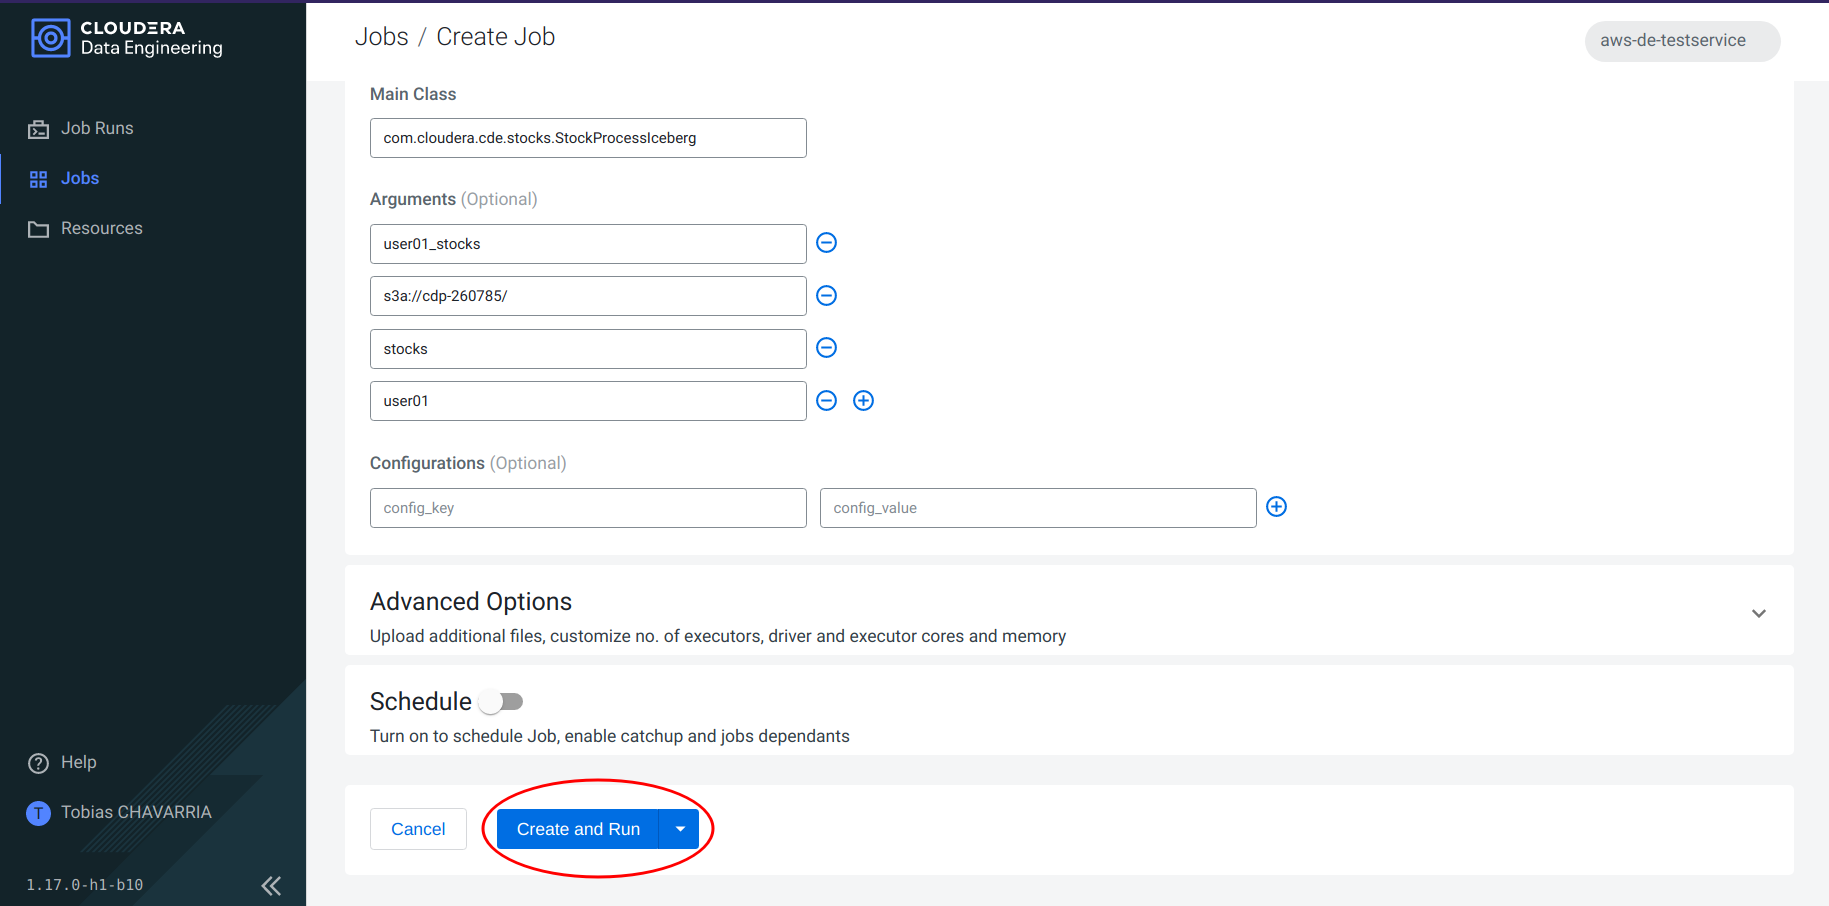 CLOUDERA
Data Engineering
Jobs / Create Job
aws-de-testservice
Job Runs
Jobs
Resources
Main Class
com.cloudera.cde.stocks.StockProcessIceberg
Arguments (Optional)
user01_stocks
s3a://cdp-260785/
stocks
user01
Configurations (Optional)
config_key config_value
Advanced Options
Upload additional files, customize no. of executors, driver and executor cores and memory
Schedule
Turn on to schedule Job, enable catchup and jobs dependants
Cancel Create and Run
Help
T Tobias CHAVARRIA
1.17.0-h1-b10